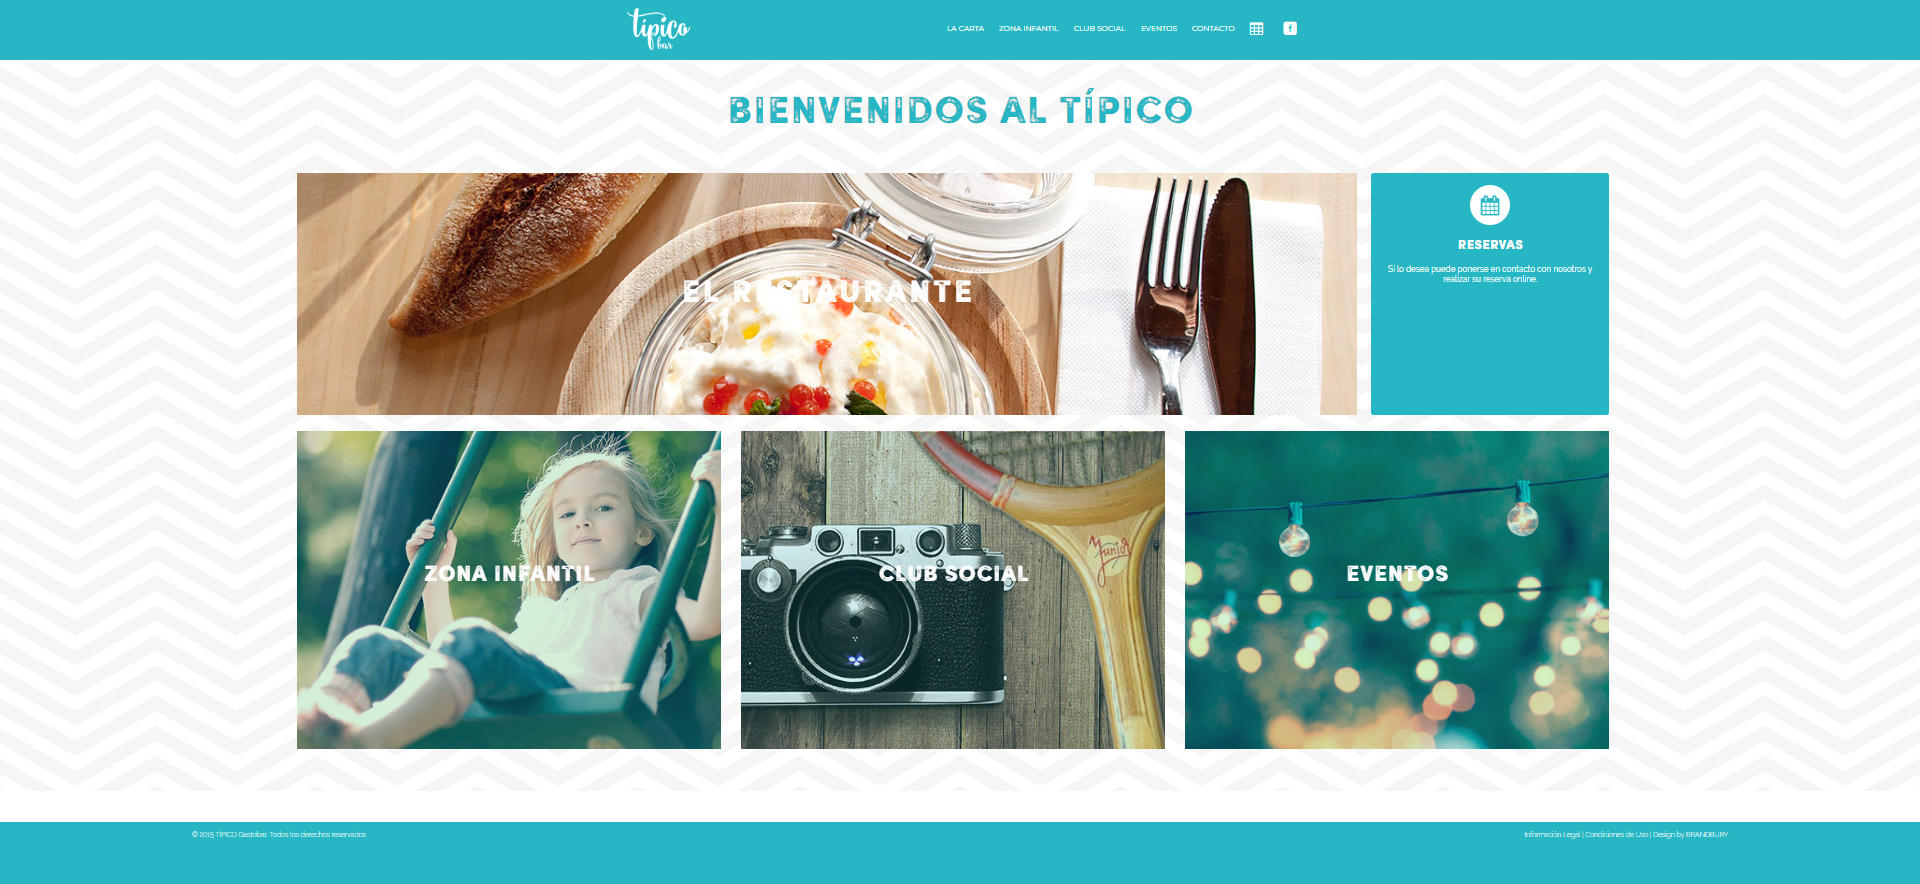 típico
bar
LA CARTA ZONA INFANTIL CLUB SOCIAL EVENTOS CONTACTO
BIENVENIDOS AL TÍPICO
EL RESTAURANTE
RESERVAS
Si lo desea puede ponerse en contacto con nosotros y
realizar su reserva online.
Junior
ZONA INFANTIL
CLUB SOCIAL
EVENTOS
© 2015 TÍPICO Gastobar. Todos los derechos reservados
Información Legal | Condiciones de Uso | Design by BRANDBURY